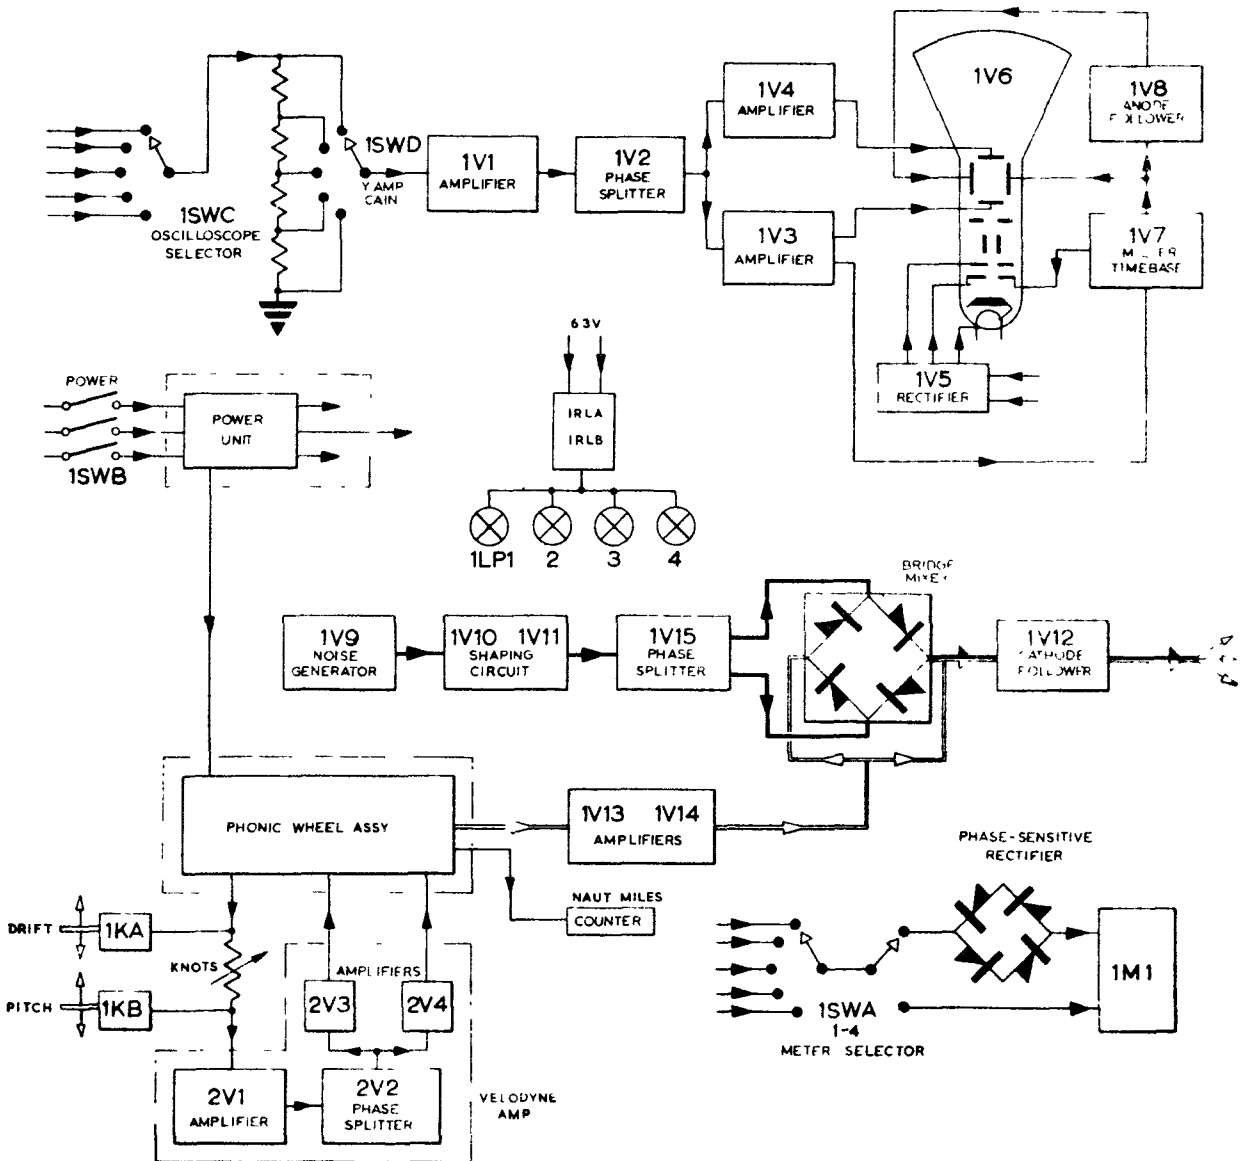 1V6
1V8
ANODE
FOLLOWER
1V4
AMPLIFIER
1SWD
Y AMP
CAIN
1V1
AMPLIFIER
1V2
PHASE
SPLITTER
1SWC
OSCILLOSCOPE
SELECTOR
1V3
AMPLIFIER
1V7
TIMEBASE
63V
POWER
1V5
RECTIFIER
POWER
UNIT
1SWB
IRLA
IRLB
1LP1 2 3 4
BRIDGE
1V9
NOISE
GENERATOR
1V10 1V11
SHAPING
CIRCUIT
1V15
PHASE
SPLITTER
1V12
CATHODE
FOLLOWER
PHONIC WHEEL ASSY
1V13 1V14
AMPLIFIERS
PHASE-SENSITIVE
RECTIFIER
NAUT MILES
COUNTER
DRIFT
1KA
KNOTS
AMPLIFIERS
1M1
PITCH
1KB
2V3
2V4
1SWA
1-4
METER SELECTOR
2V1
AMPLIFIER
2V2
PHASE
SPLITTER
VELODYNE
AMP